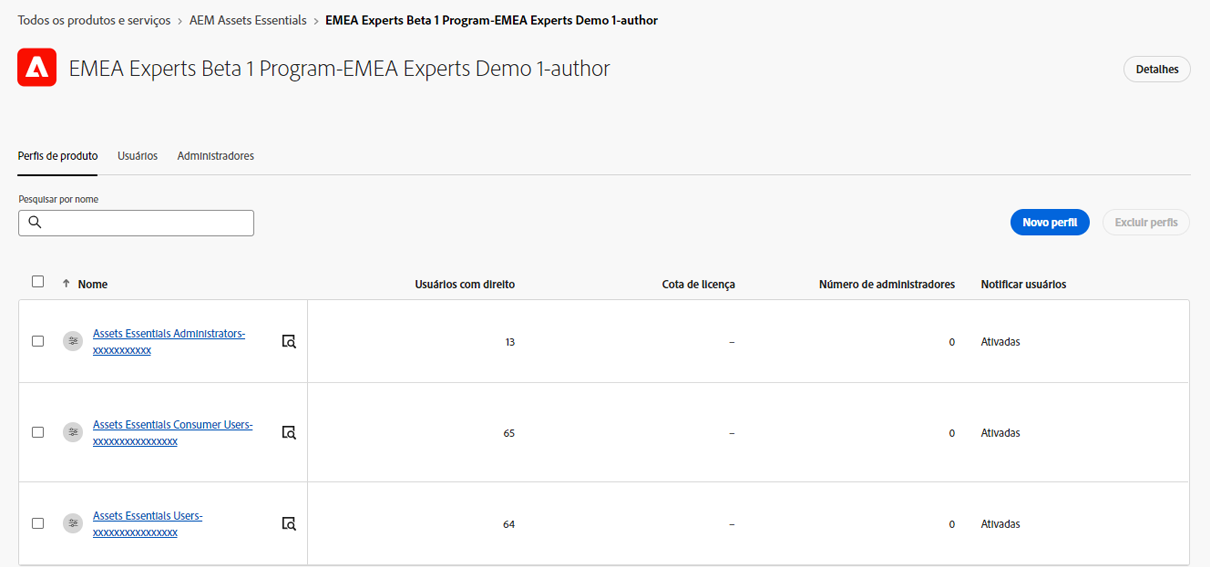 Todos os produtos e serviços > AEM Assets Essentials > EMEA Experts Beta 1 Program-EMEA Experts Demo 1-author
EMEA Experts Beta 1 Program-EMEA Experts Demo 1-author
Detalhes
Perfis de produto Usuários Administradores
Pesquisar por nome
Novo perfil Excluir perfis
↑ Nome Usuários com direito Cota de licença Número de administradores Notificar usuários
Assets Essentials Administrators-
xxxxxxxxxxx
13 – 0 Ativadas
Assets Essentials Consumer Users-
xxxxxxxxxxxxxxxx
65 – 0 Ativadas
Assets Essentials Users-
xxxxxxxxxxxxxxxx
64 – 0 Ativadas